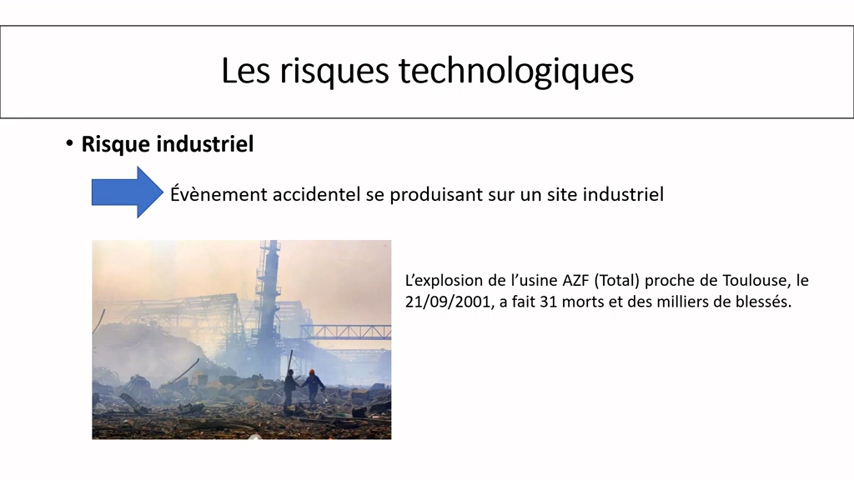 Les risques technologiques
• Risque industriel
Évènement accidentel se produisant sur un site industriel
L’explosion de l’usine AZF (Total) proche de Toulouse, le
21/09/2001, a fait 31 morts et des milliers de blessés.